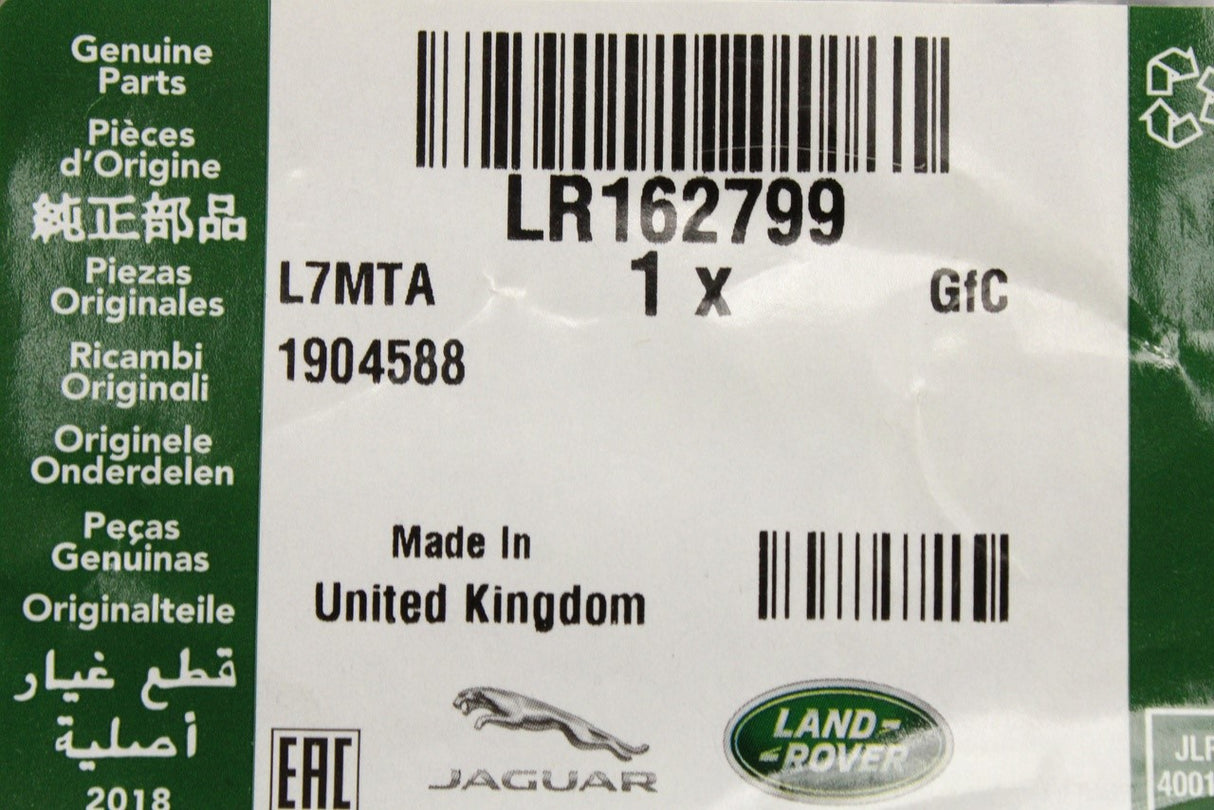 Genuine
Parts
Pièces
d'Origine
純正部品
Piezas
Originales
Ricambi
Originali
Originele
Onderdelen
Peças
Genuinas
Originalteile
قطع غيار
أصلية
2018
LR162799
L7MTA 1 x GfC
1904588
Made In
United Kingdom
EAC
JAGUAR
LAND-
-ROVER